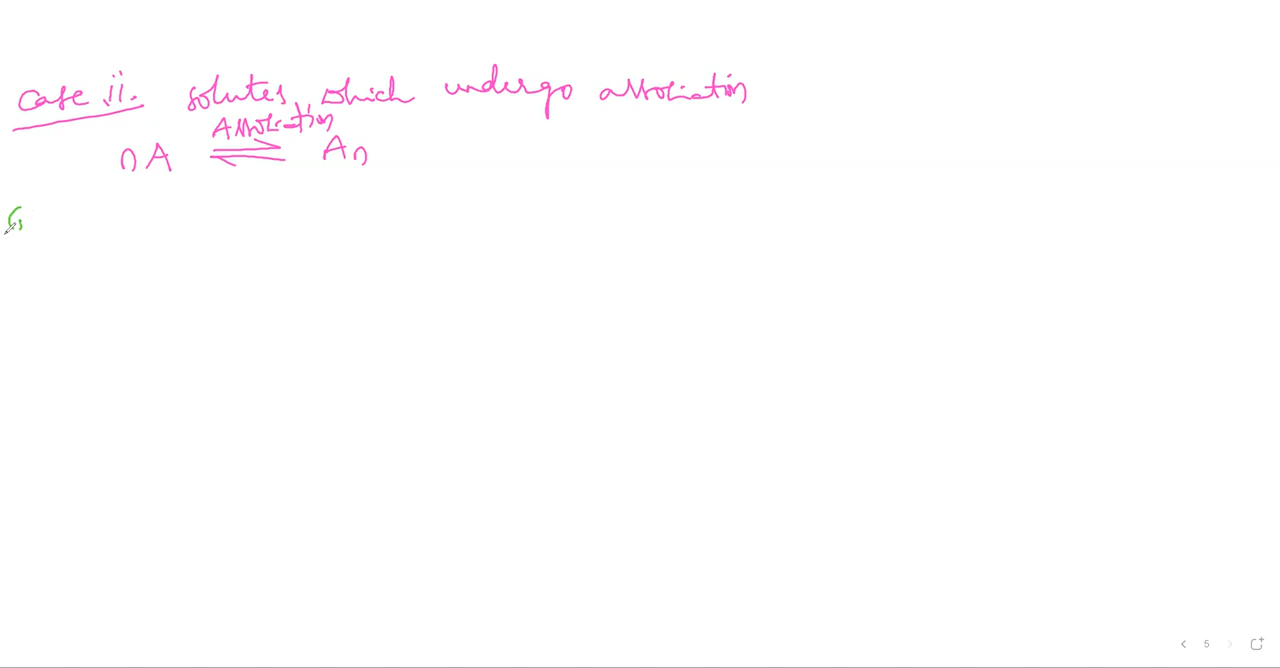 Case ii. solutes which undergo association
Association
nA ⇌ An
5